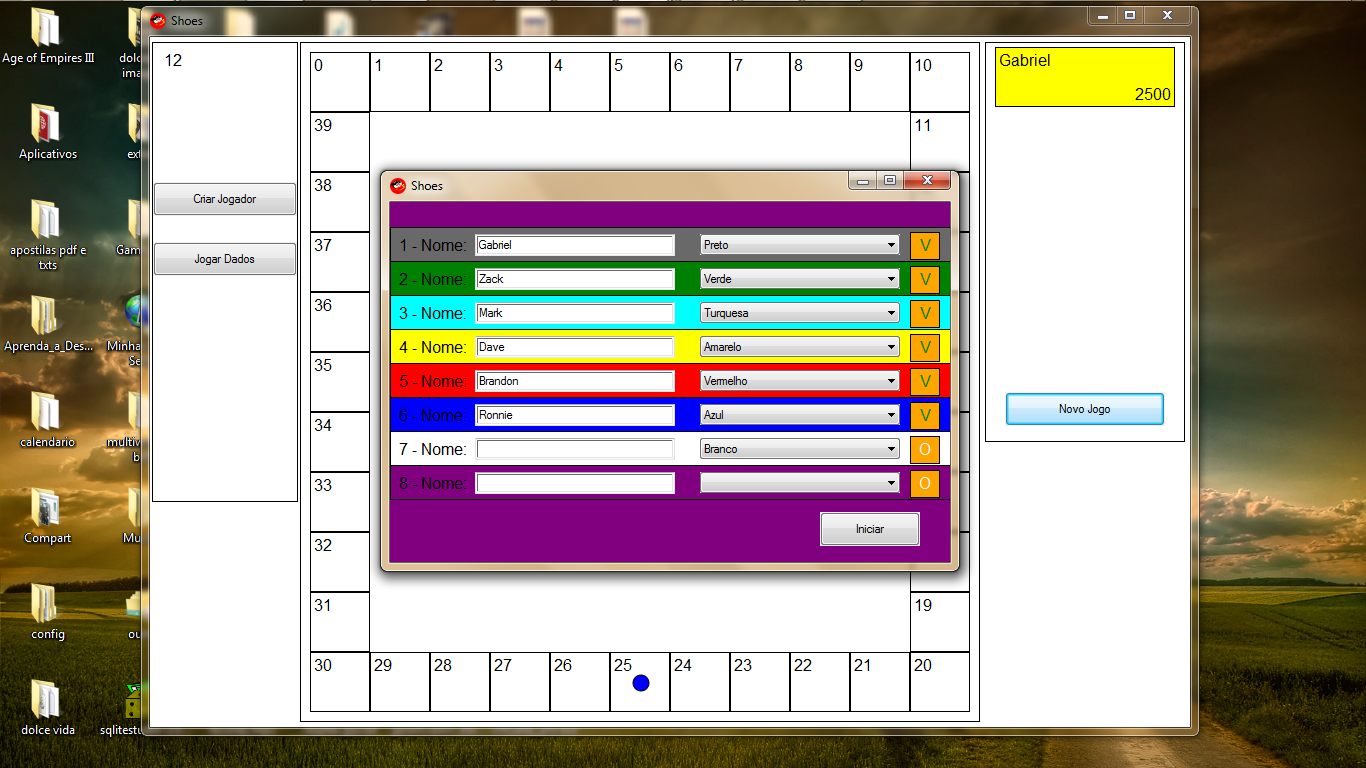 Age of Empires III
dolc
ima
Aplicativos
ext
apostilas pdf e
txts
Gam
Aprenda_a_Des...
Minha
Se
calendario
multiv
b
Compart
Mu
config
ou
dolce vida
sqlitestu
Shoes
12
Criar Jogador
Jogar Dados
0 1 2 3 4 5 6 7 8 9 10
39 11
38
37
36
35
34
33
32
31 19
30 29 28 27 26 25 24 23 22 21 20
Gabriel
2500
Novo Jogo
Shoes
1 - Nome: Gabriel Preto V
2 - Nome: Zack Verde V
3 - Nome: Mark Turquesa V
4 - Nome: Dave Amarelo V
5 - Nome: Brandon Vermelho V
6 - Nome: Ronnie Azul V
7 - Nome: Branco O
8 - Nome: O
Iniciar